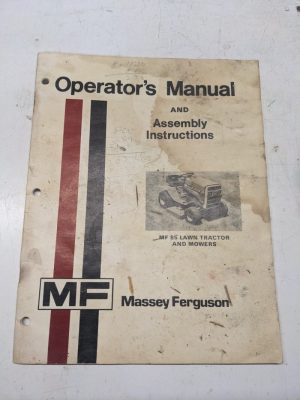 Operator's Manual
AND
Assembly
Instructions
MF 85 LAWN TRACTOR
AND MOWERS
MF
Massey Ferguson